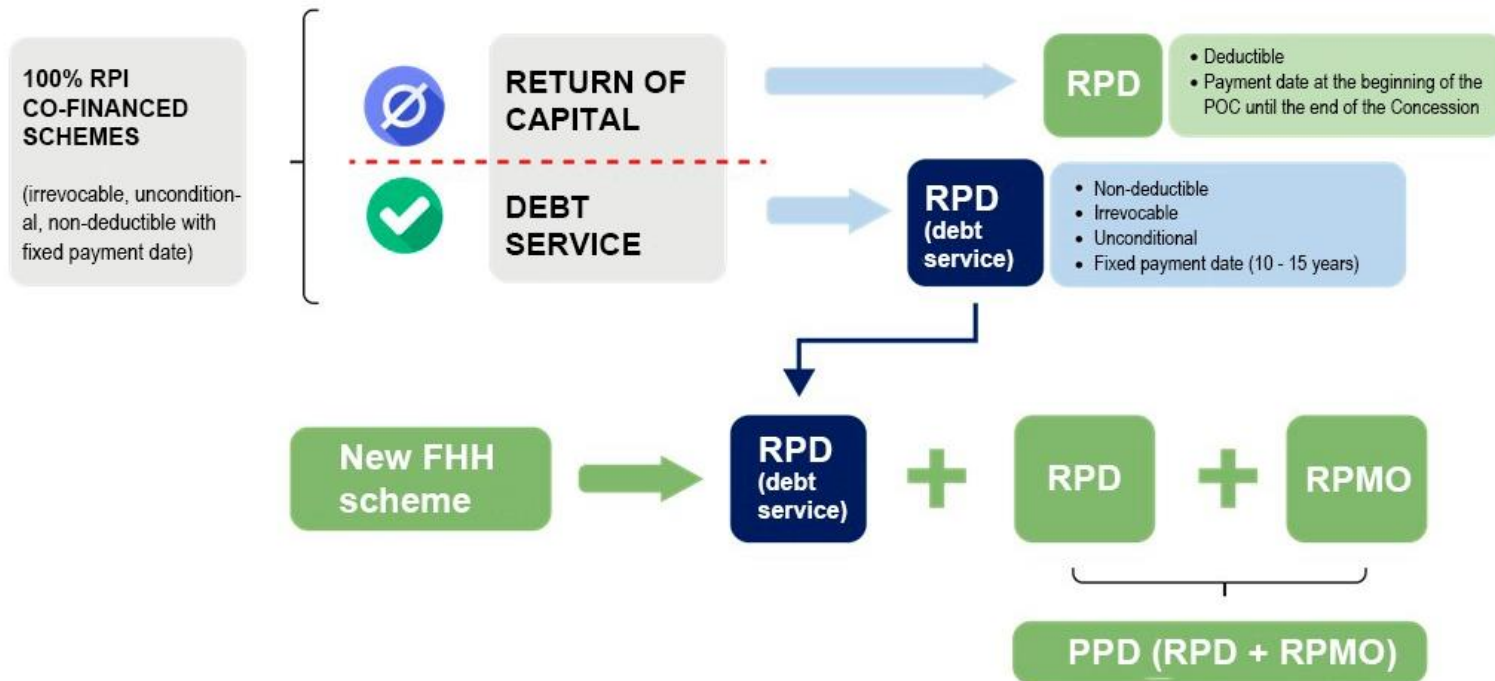 100% RPI
CO-FINANCED
SCHEMES
(irrevocable, uncondition-
al, non-deductible with
fixed payment date)
RETURN OF
CAPITAL
DEBT
SERVICE
RPD
• Deductible
• Payment date at the beginning of the
POC until the end of the Concession
RPD
(debt
service)
• Non-deductible
• Irrevocable
• Unconditional
• Fixed payment date (10 - 15 years)
New FHH
scheme
RPD
(debt
service)
+
RPD
+
RPMO
PPD (RPD + RPMO)